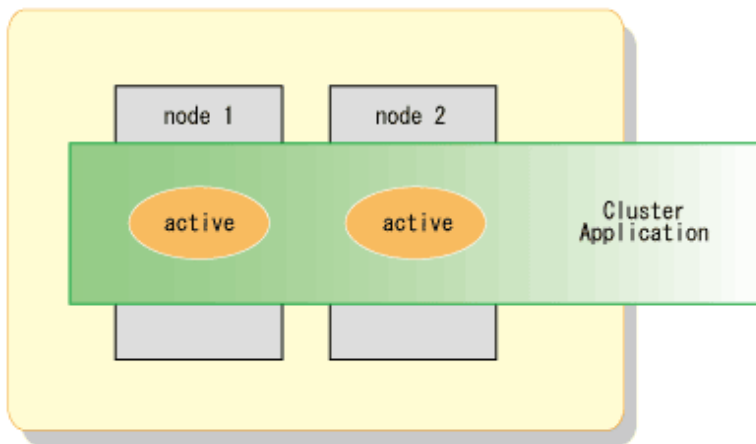 node 1
node 2
active
active
Cluster
Application